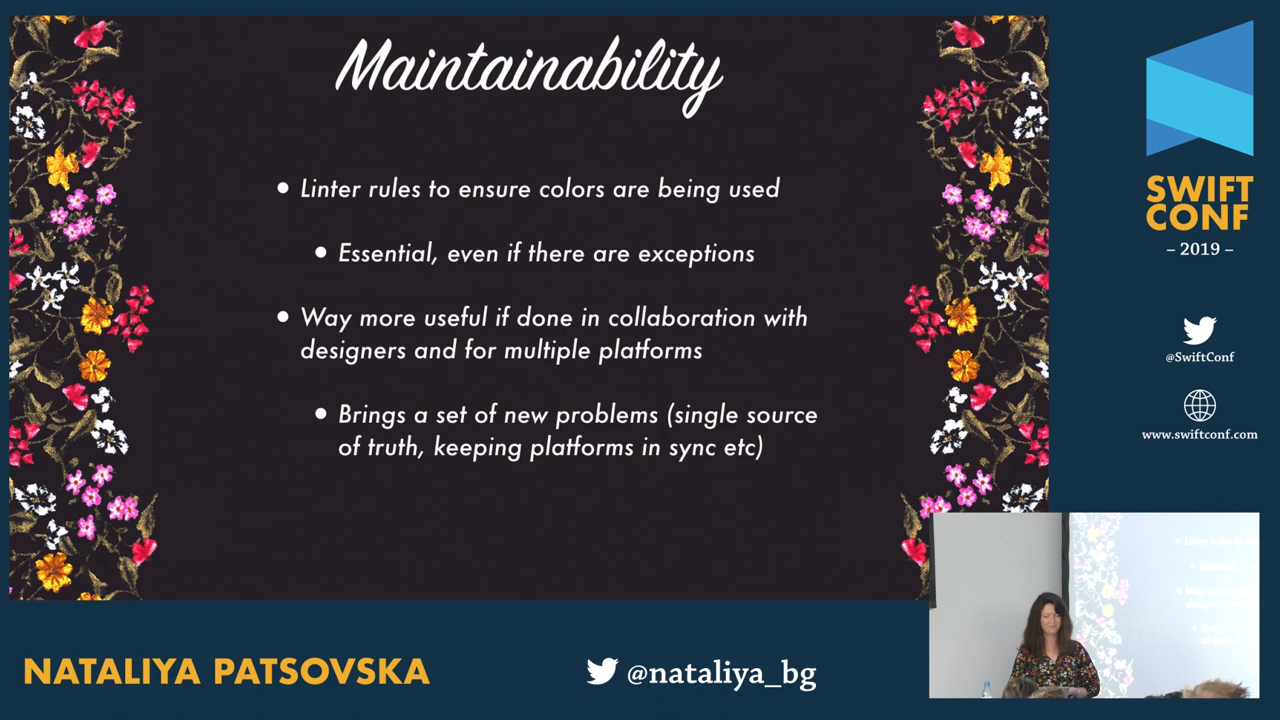 Maintainability
• Linter rules to ensure colors are being used
• Essential, even if there are exceptions
• Way more useful if done in collaboration with
designers and for multiple platforms
• Brings a set of new problems (single source
of truth, keeping platforms in sync etc)
SWIFT
CONF
– 2019 –
@SwiftConf
www.swiftconf.com
NATALIYA PATSOVSKA
@nataliya_bg